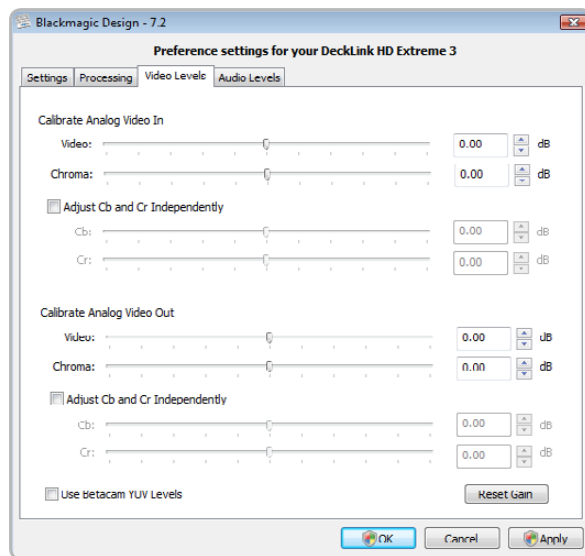 Blackmagic Design - 7.2
Preference settings for your DeckLink HD Extreme 3
Settings Processing Video Levels Audio Levels
Calibrate Analog Video In
Video: 0.00 dB
Chroma: 0.00 dB
Adjust Cb and Cr Independently
Cb: 0.00 dB
Cr: 0.00 dB
Calibrate Analog Video Out
Video: 0.00 dB
Chroma: 0.00 dB
Adjust Cb and Cr Independently
Cb: 0.00 dB
Cr: 0.00 dB
Use Betacam YUV Levels Reset Gain
OK Cancel Apply